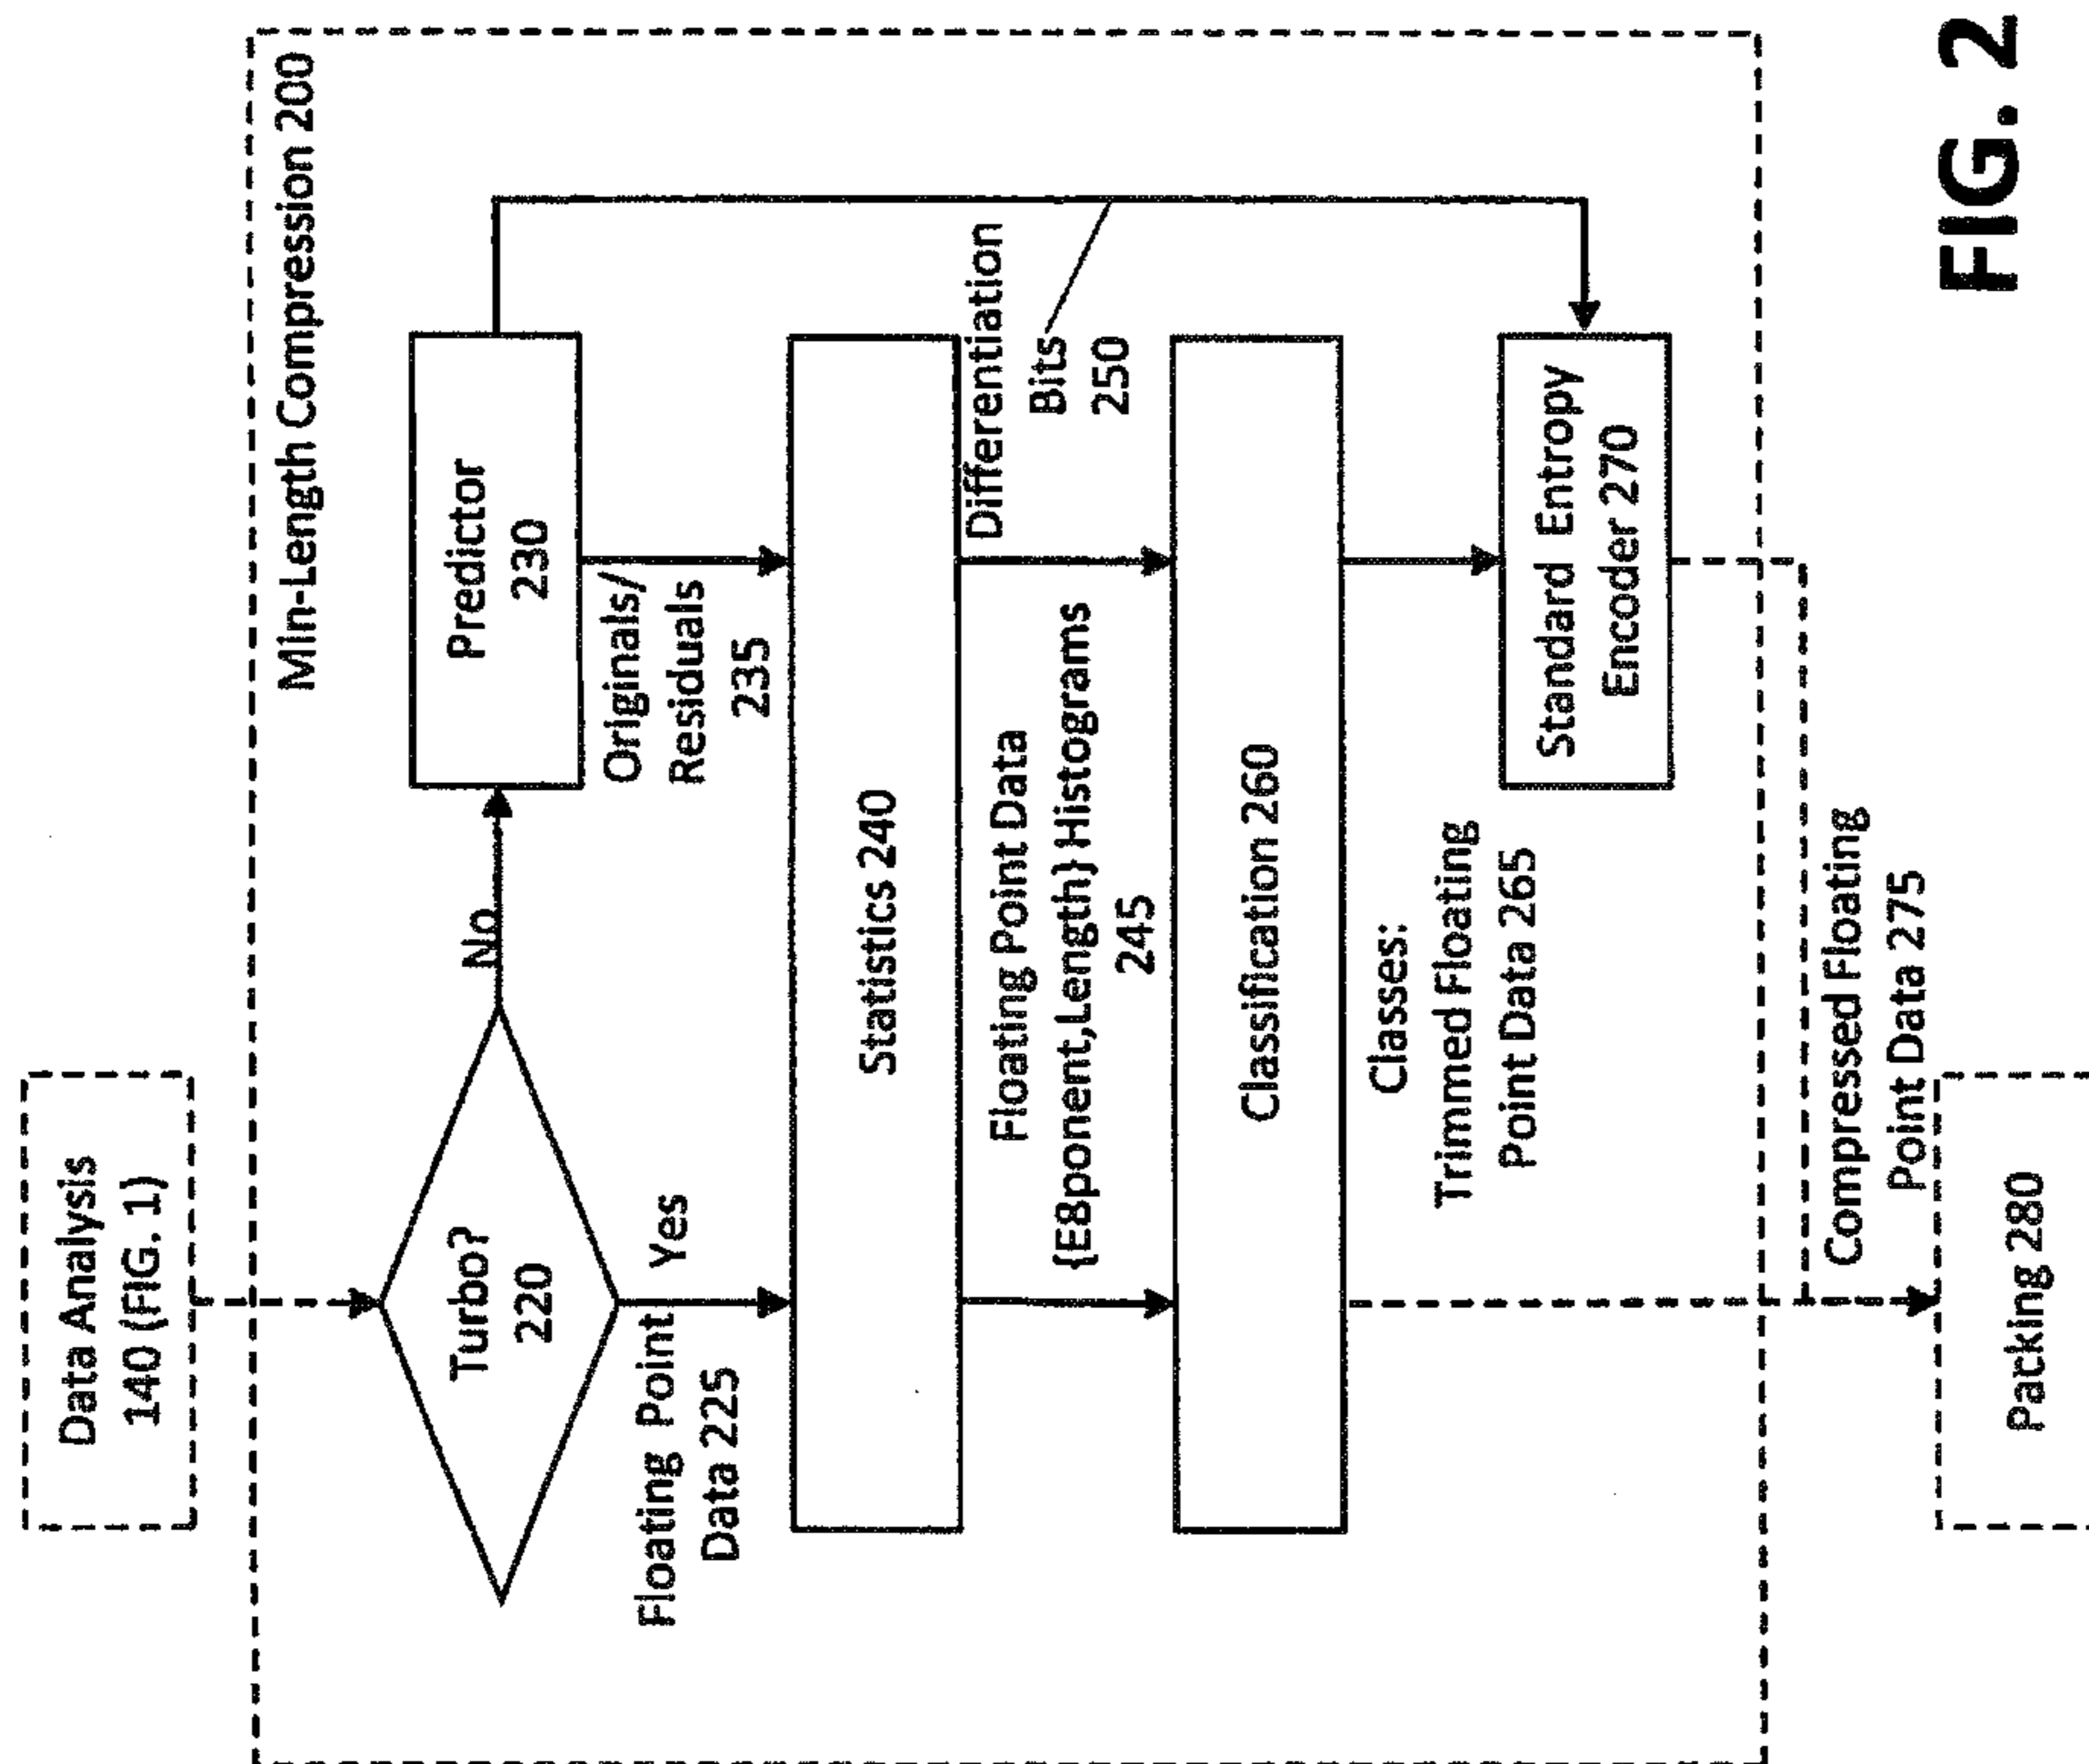 Data Analysis
140 (FIG. 1)
Min-Length Compression 200
Turbo?
220
No
Predictor
230
Floating Point
Data 225
Yes
Originals/
Residuals
235
Statistics 240
Floating Point Data
{E8ponent,Length} Histograms
245
Differentiation
Bits
250
Classification 260
Classes:
Trimmed Floating
Point Data 265
Standard Entropy
Encoder 270
Compressed Floating
Point Data 275
Packing 280
FIG. 2